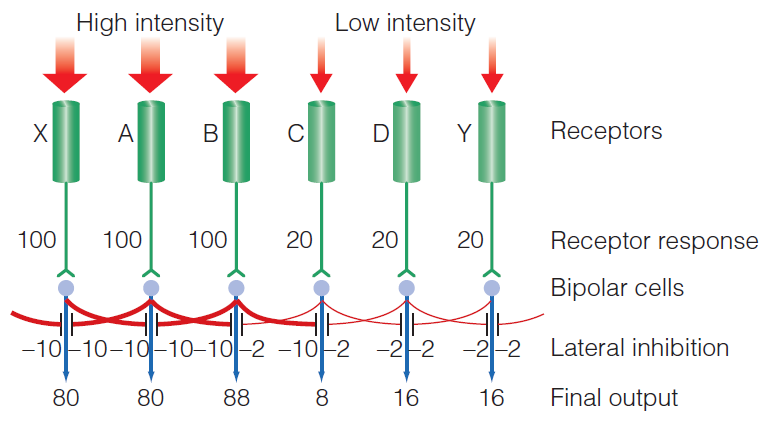 High intensity Low intensity
X A B C D Y Receptors
100 100 100 20 20 20 Receptor response
Bipolar cells
–10 –10 –10 –10 –10 –2 –10 –2 –2 –2 –2 –2 Lateral inhibition
80 80 88 8 16 16 Final output